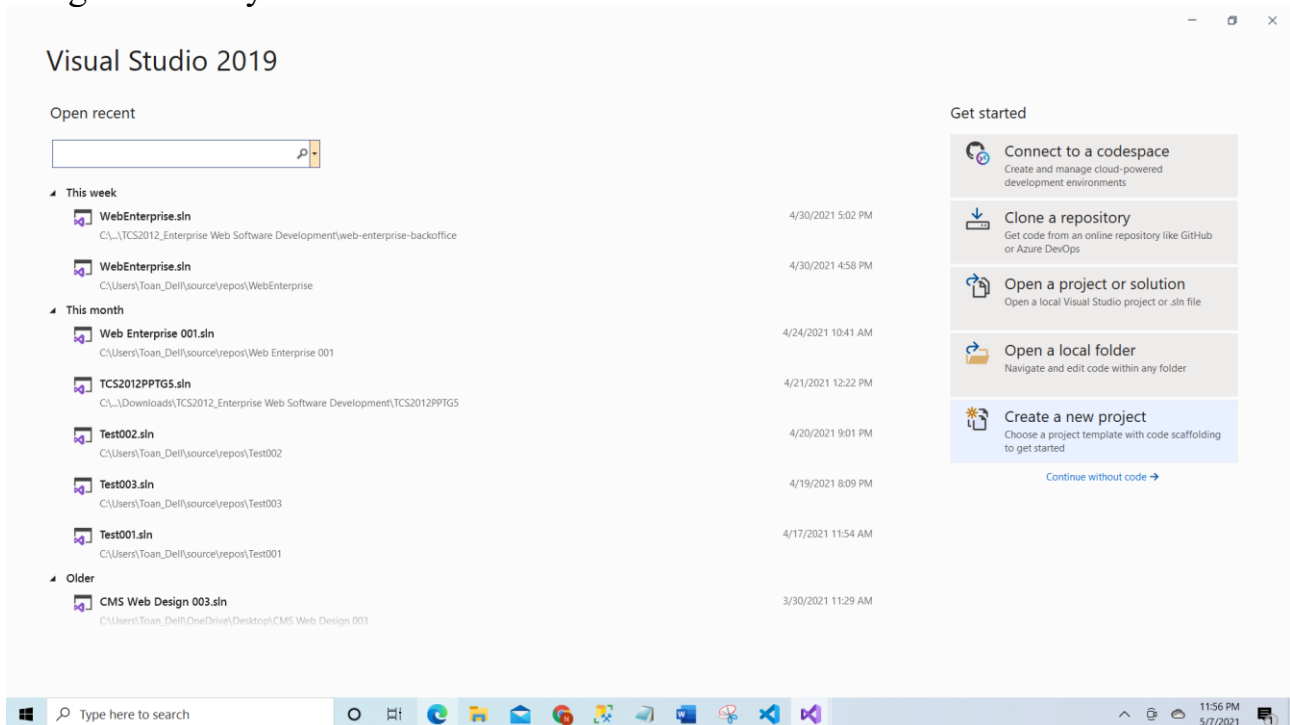 Visual Studio 2019
Open recent
This week
WebEnterprise.sln 4/30/2021 5:02 PM
C:\...\TCS2012_Enterprise Web Software Development\web-enterprise-backoffice
WebEnterprise.sln 4/30/2021 4:58 PM
C:\Users\Toan_Dell\source\repos\WebEnterprise
This month
Web Enterprise 001.sln 4/24/2021 10:41 AM
C:\Users\Toan_Dell\source\repos\Web Enterprise 001
TCS2012PPTG5.sln 4/21/2021 12:22 PM
C:\...\Downloads\TCS2012_Enterprise Web Software Development\TCS2012PPTG5
Test002.sln 4/20/2021 9:01 PM
C:\Users\Toan_Dell\source\repos\Test002
Test003.sln 4/19/2021 8:09 PM
C:\Users\Toan_Dell\source\repos\Test003
Test001.sln 4/17/2021 11:54 AM
C:\Users\Toan_Dell\source\repos\Test001
Older
CMS Web Design 003.sln 3/30/2021 11:29 AM
C:\Users\Toan_Dell\OneDrive\Desktop\CMS Web Design 003
Get started
Connect to a codespace
Create and manage cloud-powered
development environments
Clone a repository
Get code from an online repository like GitHub
or Azure DevOps
Open a project or solution
Open a local Visual Studio project or .sln file
Open a local folder
Navigate and edit code within any folder
Create a new project
Choose a project template with code scaffolding
to get started
Continue without code →
Type here to search
11:56 PM
5/7/2021